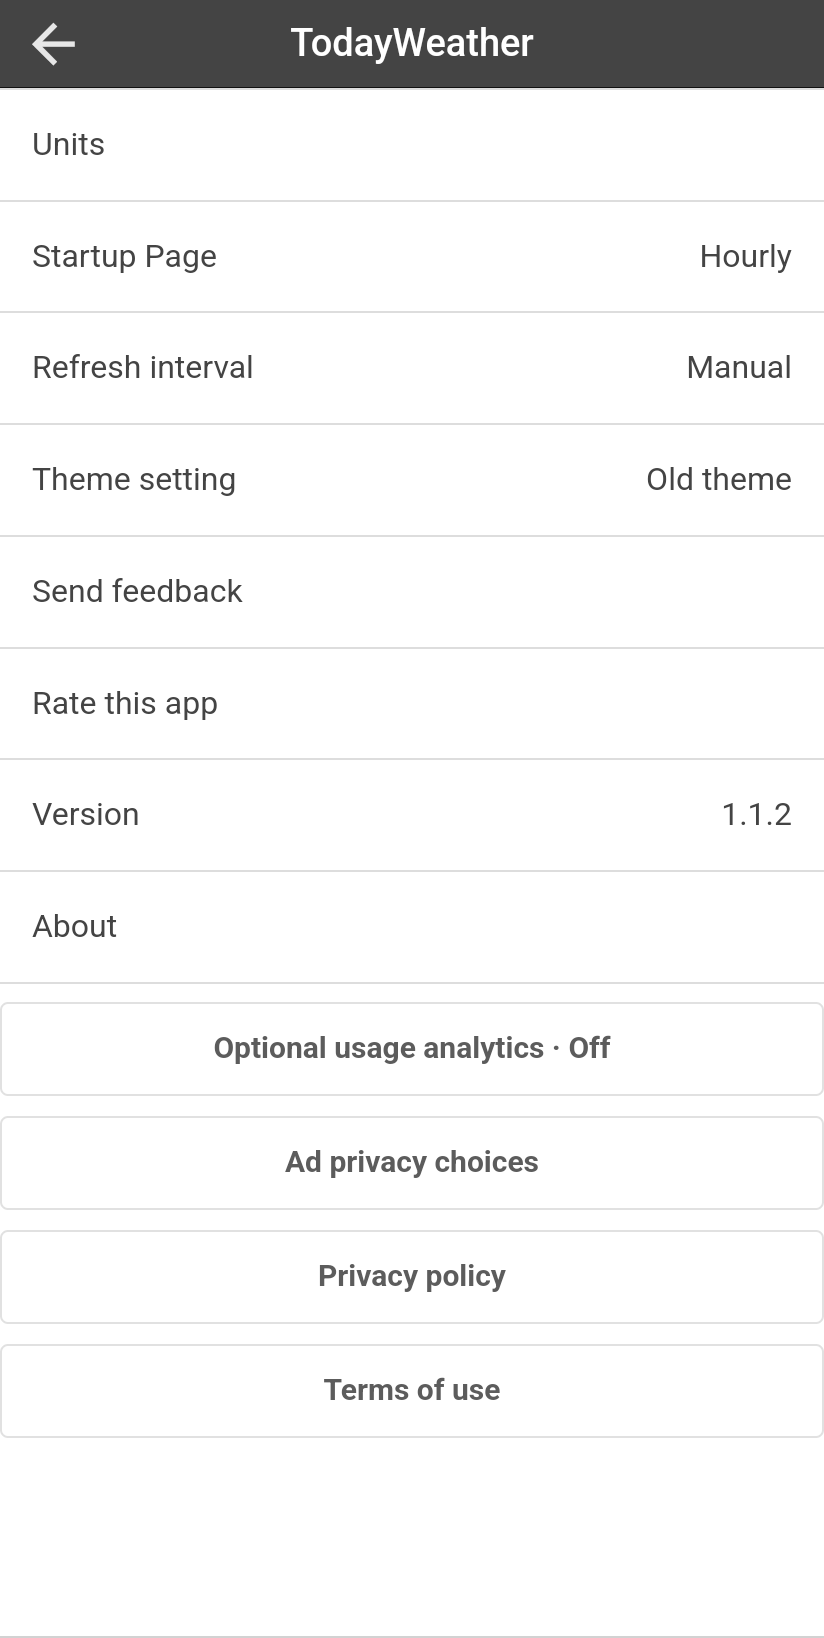 TodayWeather
Units
Startup Page Hourly
Refresh interval Manual
Theme setting Old theme
Send feedback
Rate this app
Version 1.1.2
About
Optional usage analytics · Off
Ad privacy choices
Privacy policy
Terms of use